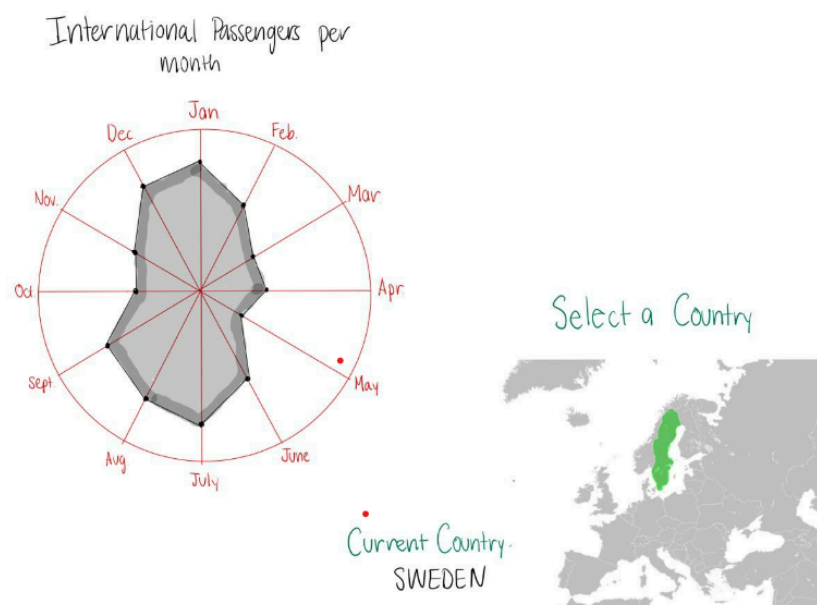 International Passengers per
month
Jan
Dec
Feb.
Nov.
Mar
Oct
Apr.
Sept.
May
Aug
June
July
Select a Country
Current Country.
SWEDEN